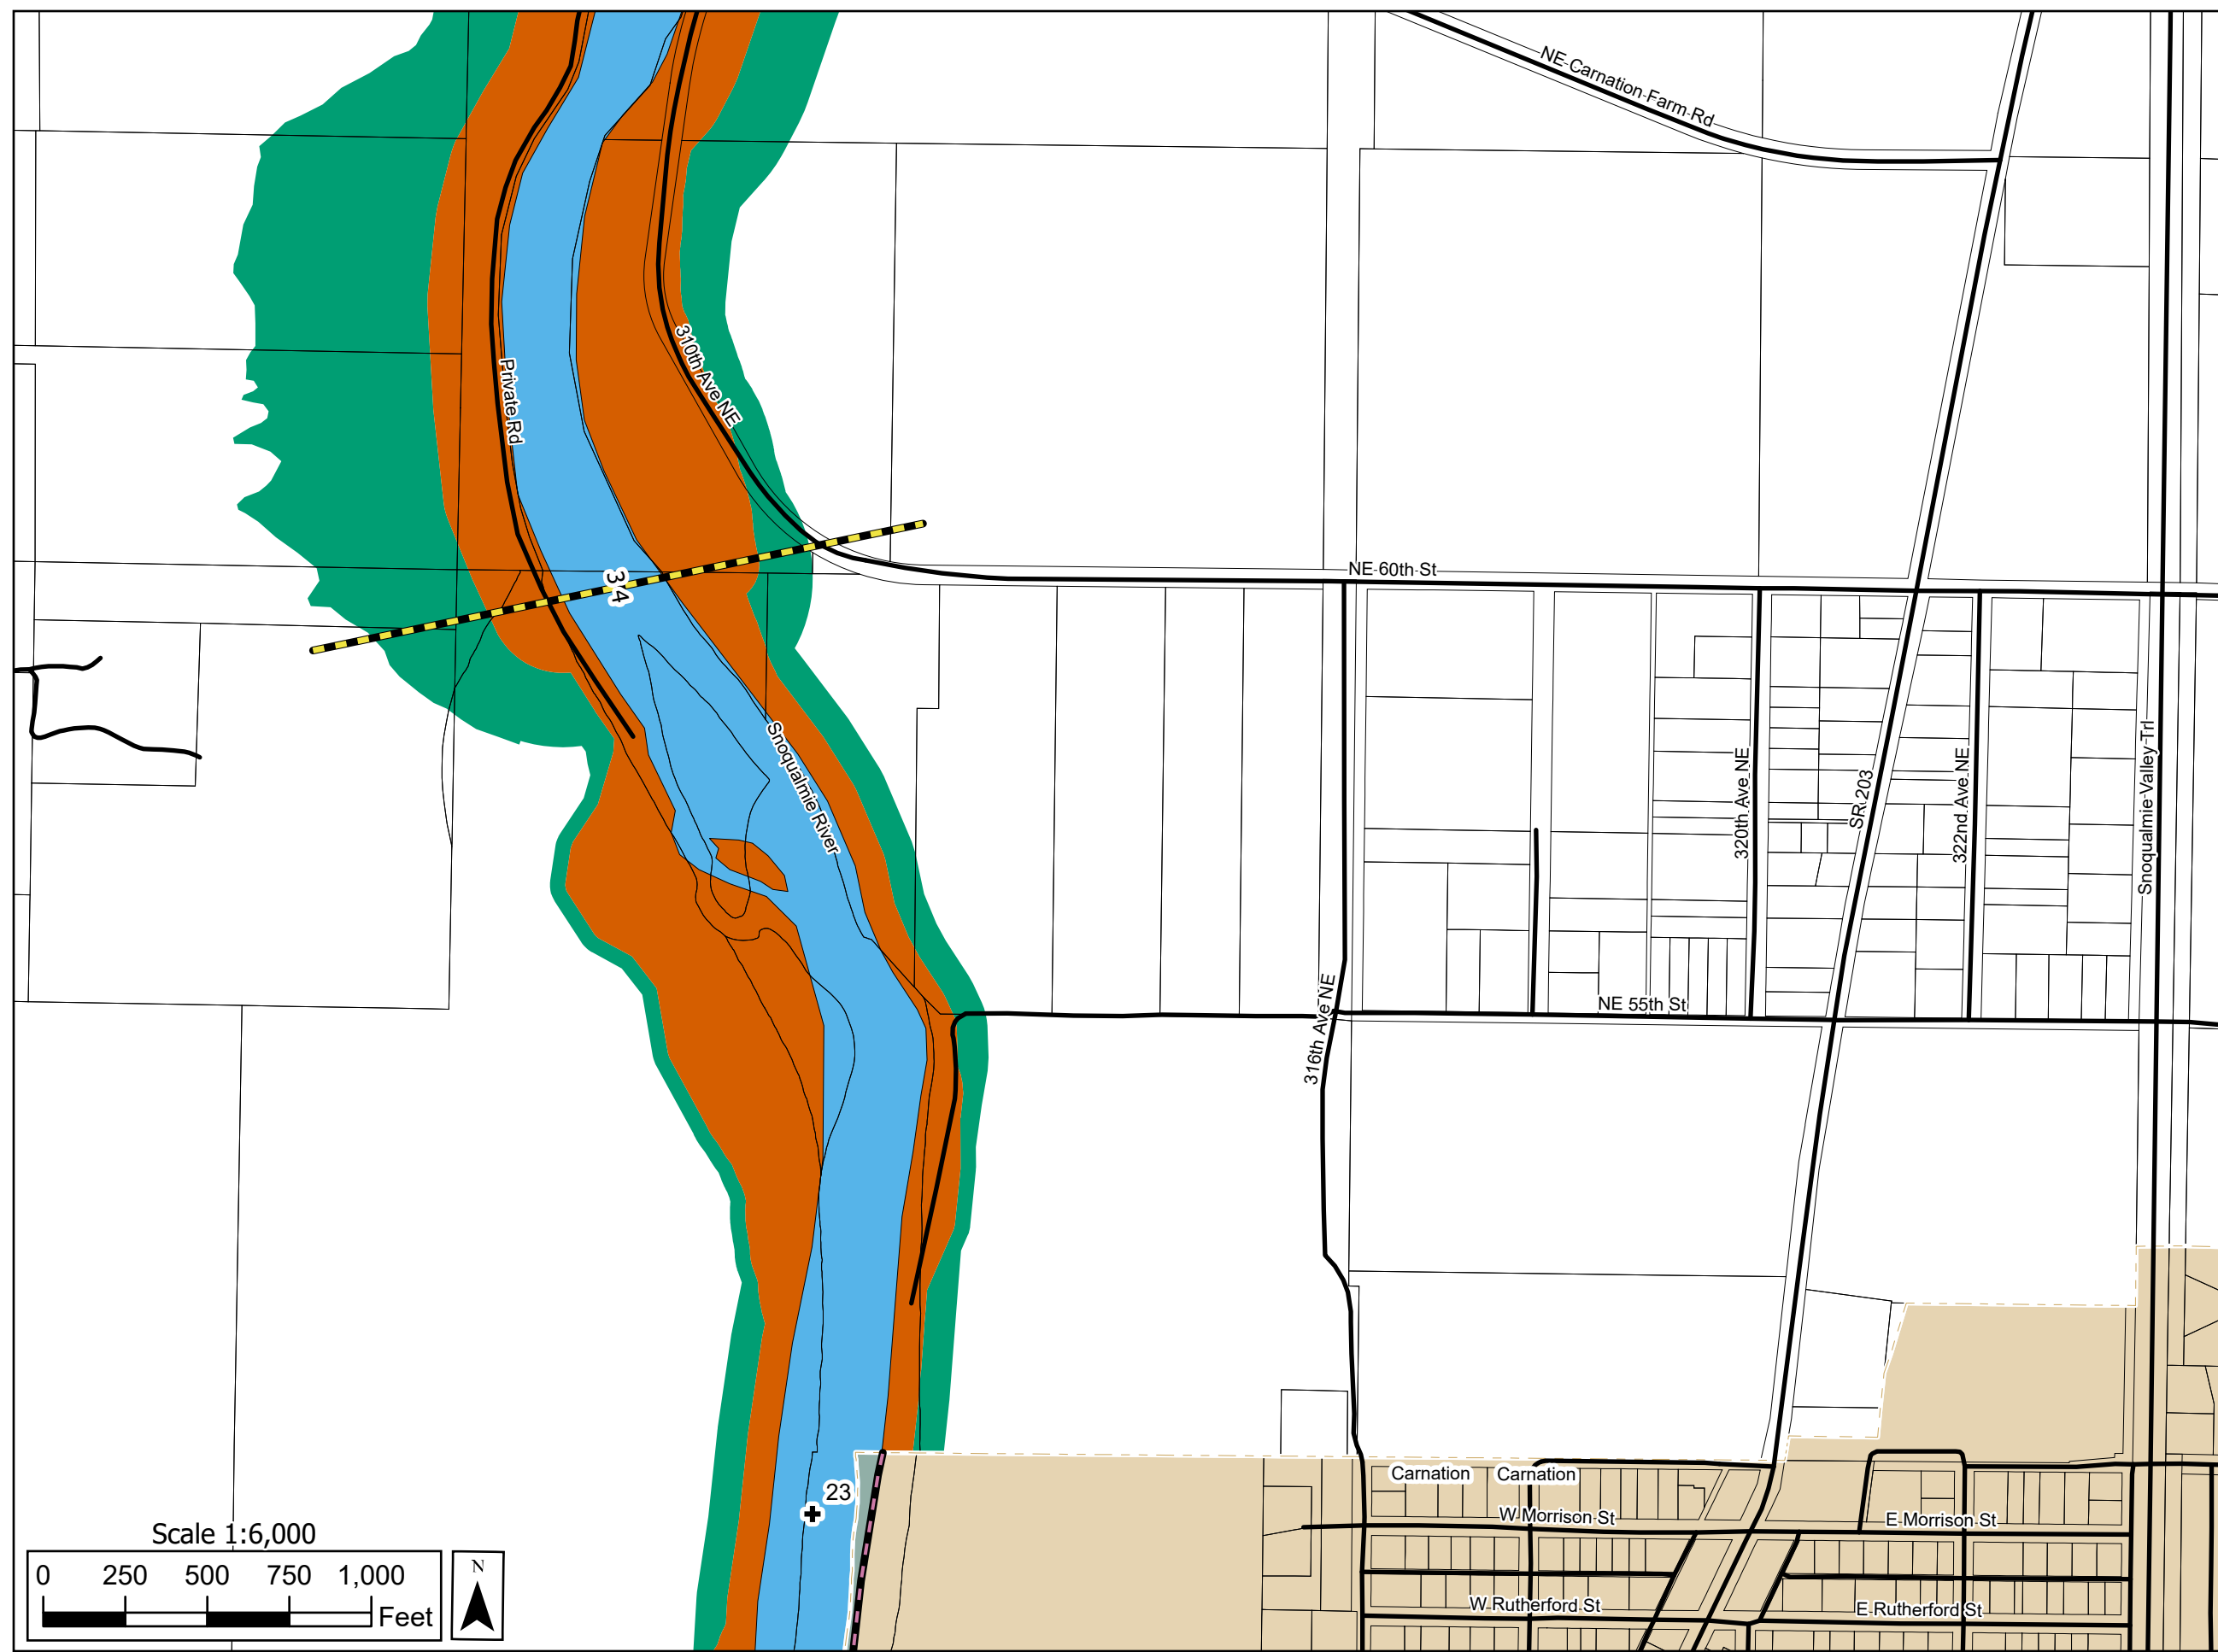 NE Carnation Farm Rd
310th Ave NE
Private Rd
NE 60th St
3
4
Snoqualmie River
320th Ave NE
SR 203
322nd Ave NE
Snoqualmie Valley Trl
316th Ave NE
NE 55th St
Carnation
Carnation
23
W Morrison St
E Morrison St
W Rutherford St
E Rutherford St
Scale 1:6,000
0 250 500 750 1,000
Feet
N